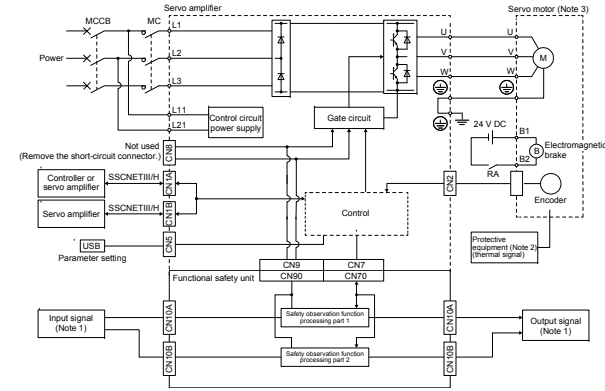 Servo amplifier
Servo motor (Note 3)
MCCB
MC
L1
U
U
Power
L2
V
V
M
W
W
L3
L11
Control circuit
power supply
L21
Gate circuit
24 V DC
B1
Electromagnetic
brake
B
B2
RA
Not used
(Remove the short-circuit connector.)
CN8
Controller or
servo amplifier
SSCNETIII/H
CN1A
CN2
Encoder
Servo amplifier
SSCNETIII/H
CN1B
Control
USB
CN5
Parameter setting
Protective
equipment (Note 2)
(thermal signal)
CN9
CN7
Functional safety unit
CN90
CN70
Input signal
(Note 1)
CN10A
Safety observation function
processing part 1
CN10A
Output signal
(Note 1)
CN10B
Safety observation function
processing part 2
CN10B